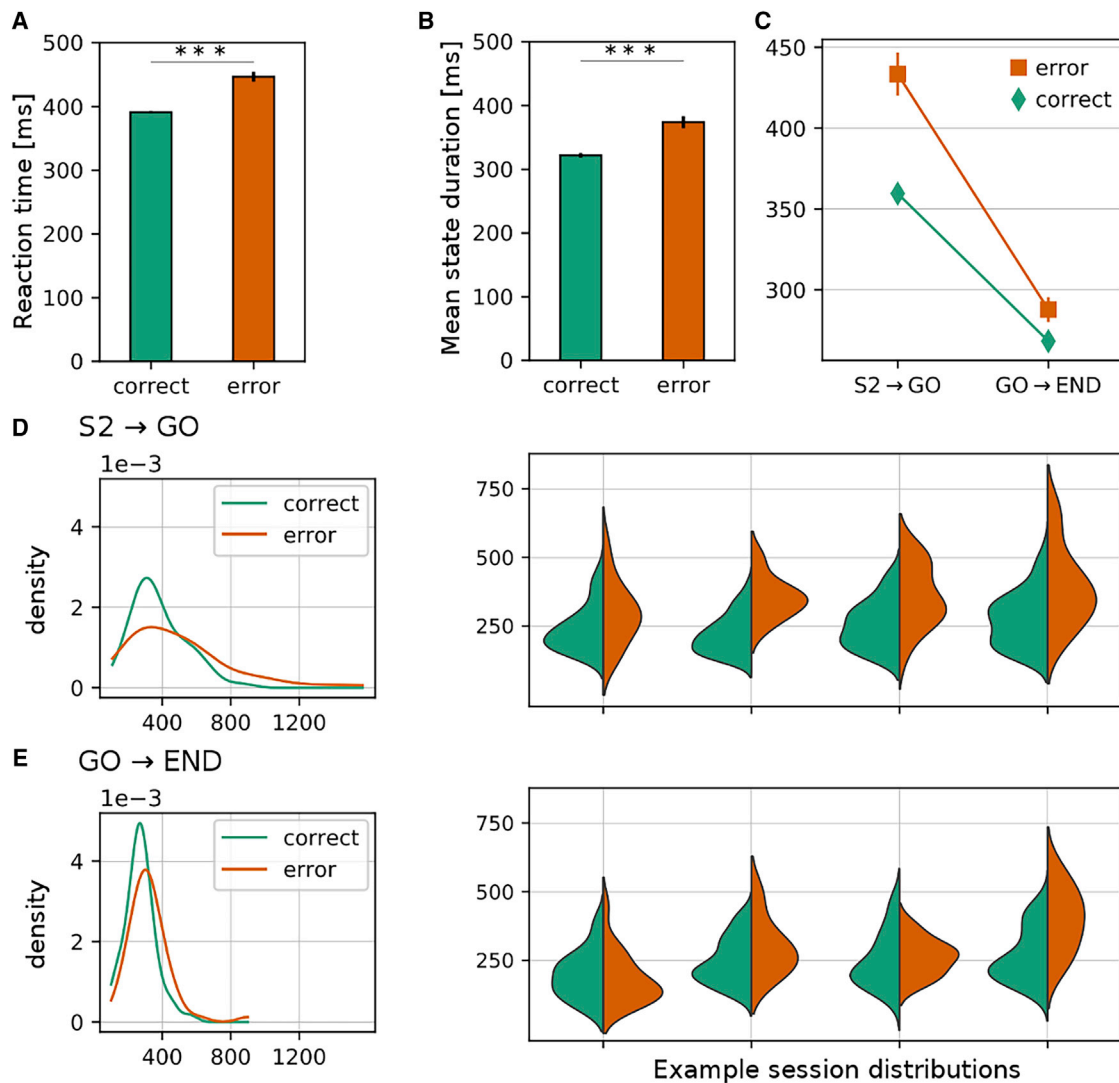 A
500
400
300
200
100
0
Reaction time [ms]
***
correct
error
B
500
400
300
200
100
0
Mean state duration [ms]
***
correct
error
C
450
400
350
300
error
correct
S2 → GO
GO → END
D
S2 → GO
1e−3
4
2
0
density
correct
error
400
800
1200
750
500
250
E
GO → END
1e−3
4
2
0
density
correct
error
400
800
1200
750
500
250
Example session distributions